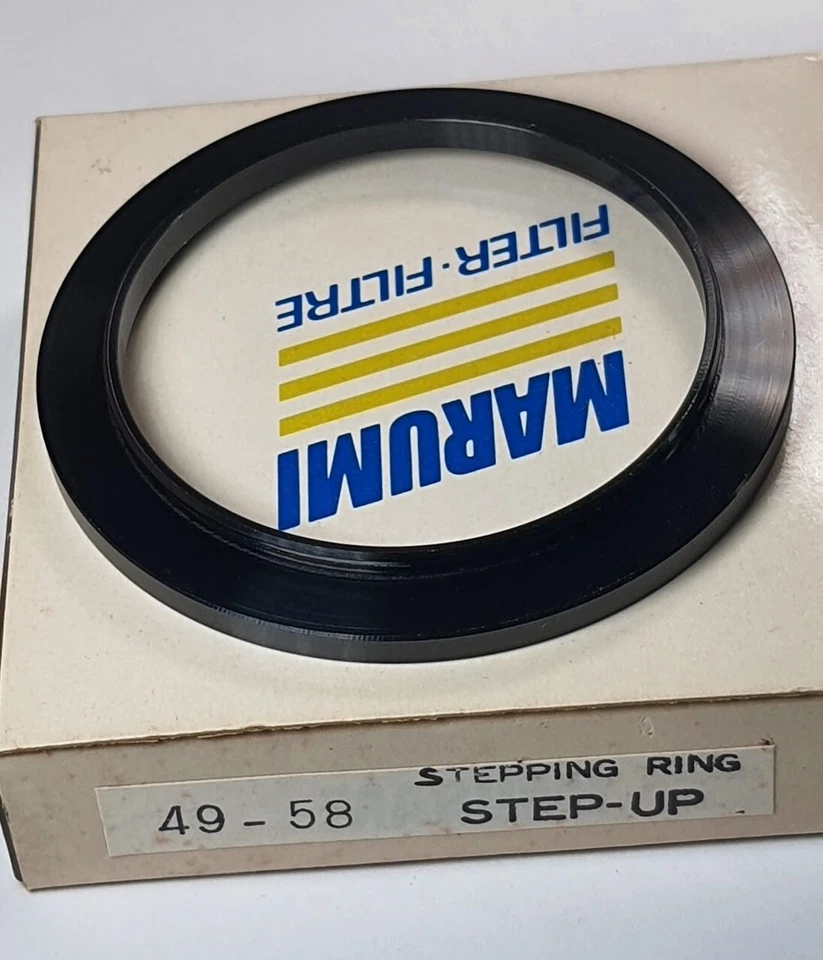 FILTER·FILTRE
MARUMI
STEPPING RING
49-58 STEP-UP